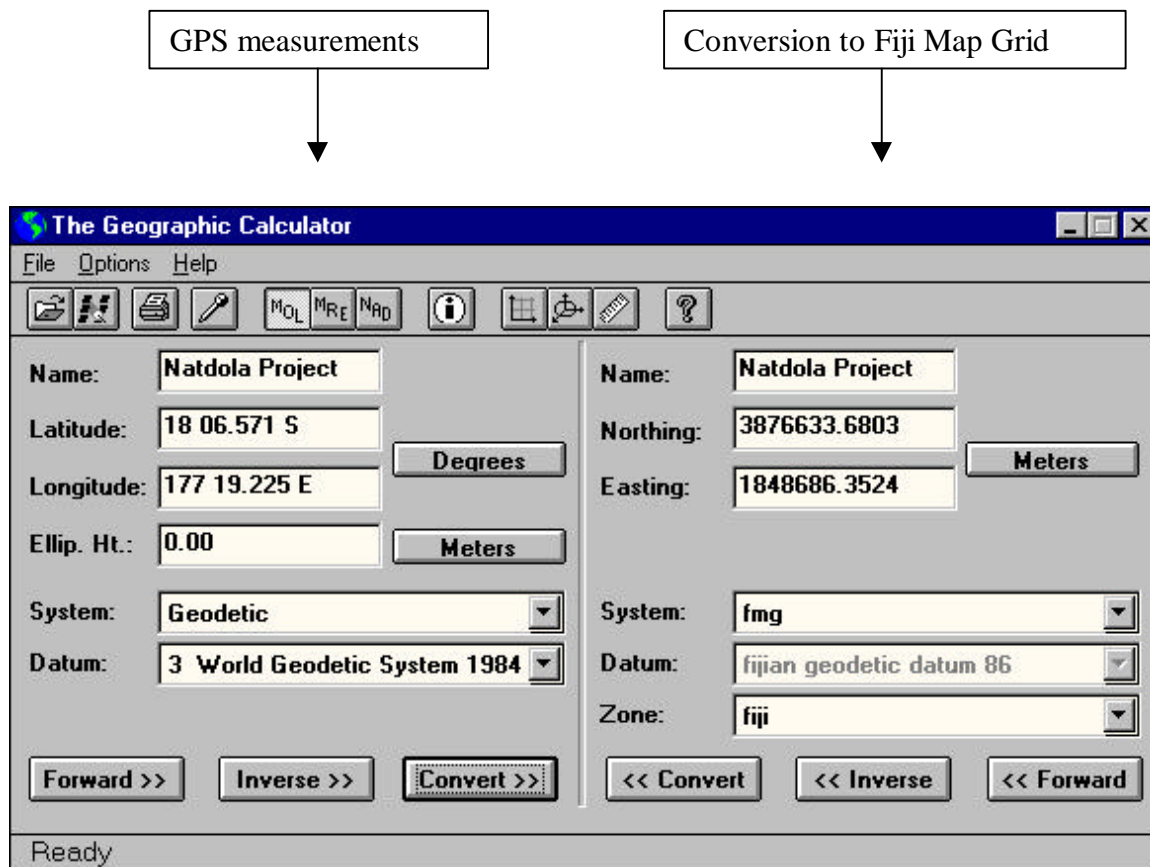 GPS measurements
Conversion to Fiji Map Grid
The Geographic Calculator
File Options Help
MOL MRE NAD
Name: Natdola Project
Latitude: 18 06.571 S
Degrees
Longitude: 177 19.225 E
Ellip. Ht.: 0.00
Meters
System: Geodetic
Datum: 3 World Geodetic System 1984
Forward >> Inverse >> Convert >>
Name: Natdola Project
Northing: 3876633.6803
Meters
Easting: 1848686.3524
System: fmg
Datum: fijian geodetic datum 86
Zone: fiji
<< Convert << Inverse << Forward
Ready